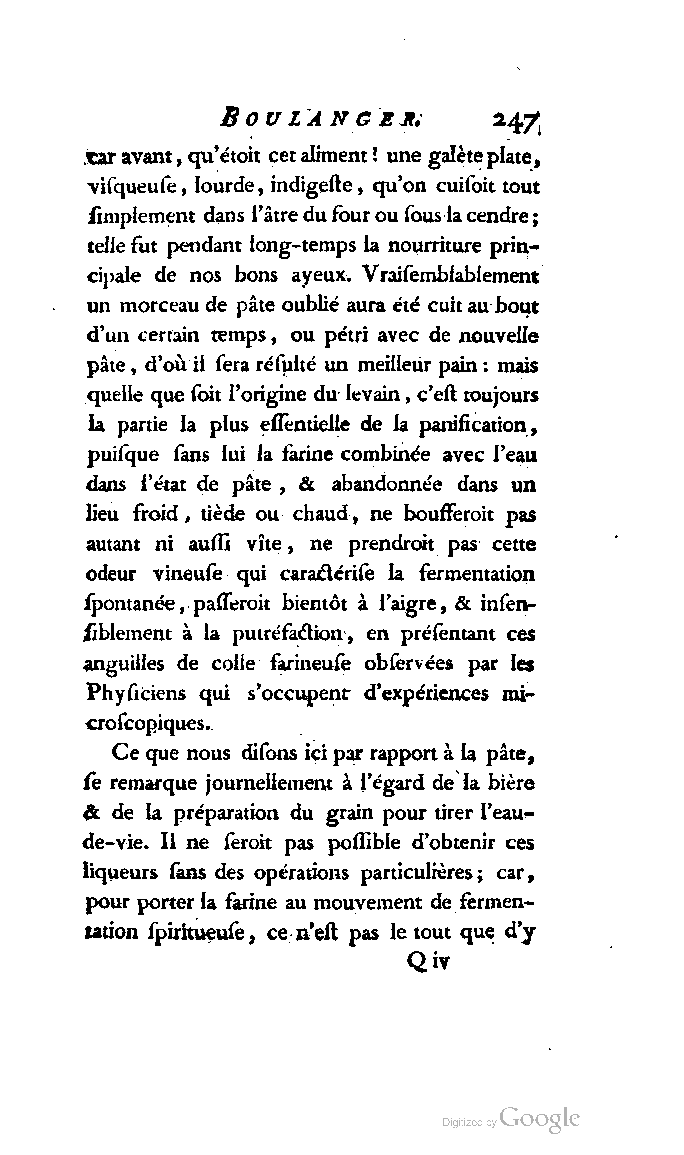 BOULANGER. 247
car avant, qu'étoit cet aliment! une galète plate,
viſqueuſe, lourde, indigeſte, qu'on cuiſoit tout
ſimplement dans l'âtre du four ou ſous la cendre;
telle fut pendant long-temps la nourriture prin-
cipale de nos bons ayeux. Vraiſemblablement
un morceau de pâte oublié aura été cuit au bout
d'un certain temps, ou pétri avec de nouvelle
pâte, d'où il ſera réſulté un meilleur pain: mais
quelle que ſoit l'origine du levain, c'eſt toujours
la partie la plus eſſentielle de la panification,
puiſque ſans lui la farine combinée avec l'eau
dans l'état de pâte, & abandonnée dans un
lieu froid, tiède ou chaud, ne boufferoit pas
autant ni auſſi vîte, ne prendroit pas cette
odeur vineuſe qui caractériſe la fermentation
ſpontanée, paſſeroit bientôt à l'aigre, & inſen-
ſiblement à la putréfaction, en préſentant ces
anguilles de colle farineuſe obſervées par les
Phyſiciens qui s'occupent d'expériences mi-
croſcopiques.
Ce que nous diſons ici par rapport à la pâte,
ſe remarque journellement à l'égard de la bière
& de la préparation du grain pour tirer l'eau-
de-vie. Il ne ſeroit pas poſſible d'obtenir ces
liqueurs ſans des opérations particulières; car,
pour porter la farine au mouvement de fermen-
tation ſpiritueuſe, ce n'eſt pas le tout que d'y
Q iv
Digitized by Google